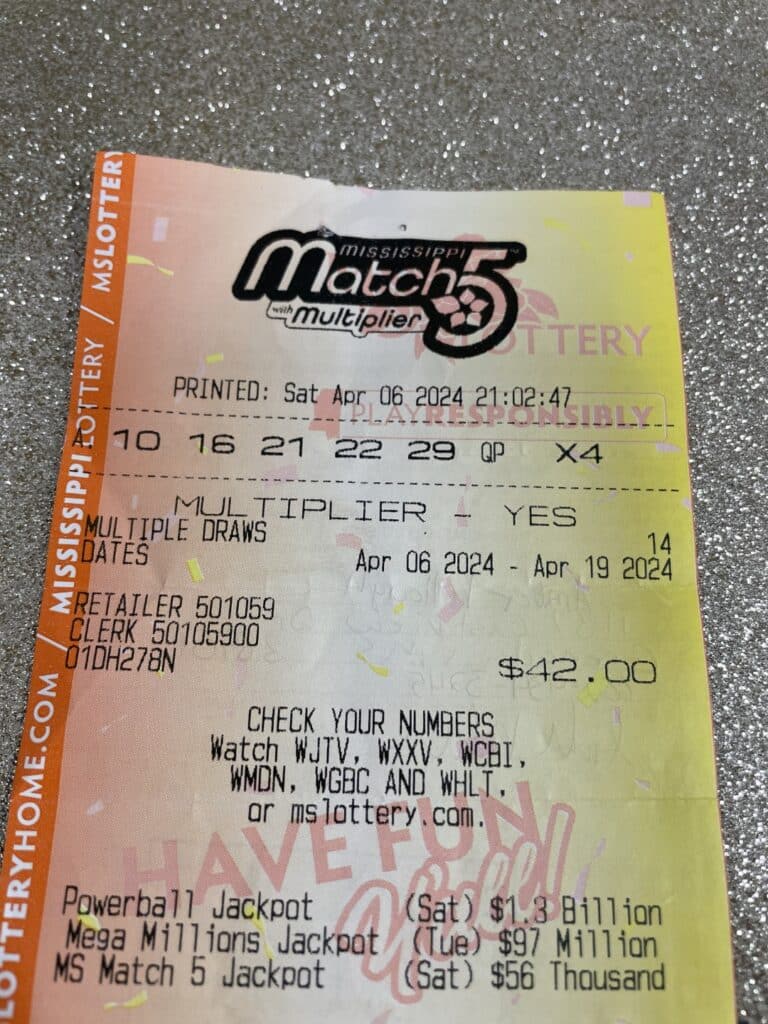 MISSISSIPPI
Match 5
with Multiplier
LOTTERY
PRINTED: Sat Apr 06 2024 21:02:47
PLAY RESPONSIBLY
A 10 16 21 22 29 QP X4
MULTIPLIER - YES
MULTIPLE DRAWS 14
DATES Apr 06 2024 - Apr 19 2024
RETAILER 501059
CLERK 50105900
01DH278N
$42.00
CHECK YOUR NUMBERS
Watch WJTV, WXXV, WCBI,
WMDN, WGBC AND WHLT,
or mslottery.com.
HAVE FUN
Y'all!
Powerball Jackpot (Sat) $1.3 Billion
Mega Millions Jackpot (Tue) $97 Million
MS Match 5 Jackpot (Sat) $56 Thousand
LOTTERYHOME.COM / MISSISSIPPI LOTTERY / MSLOTTERY